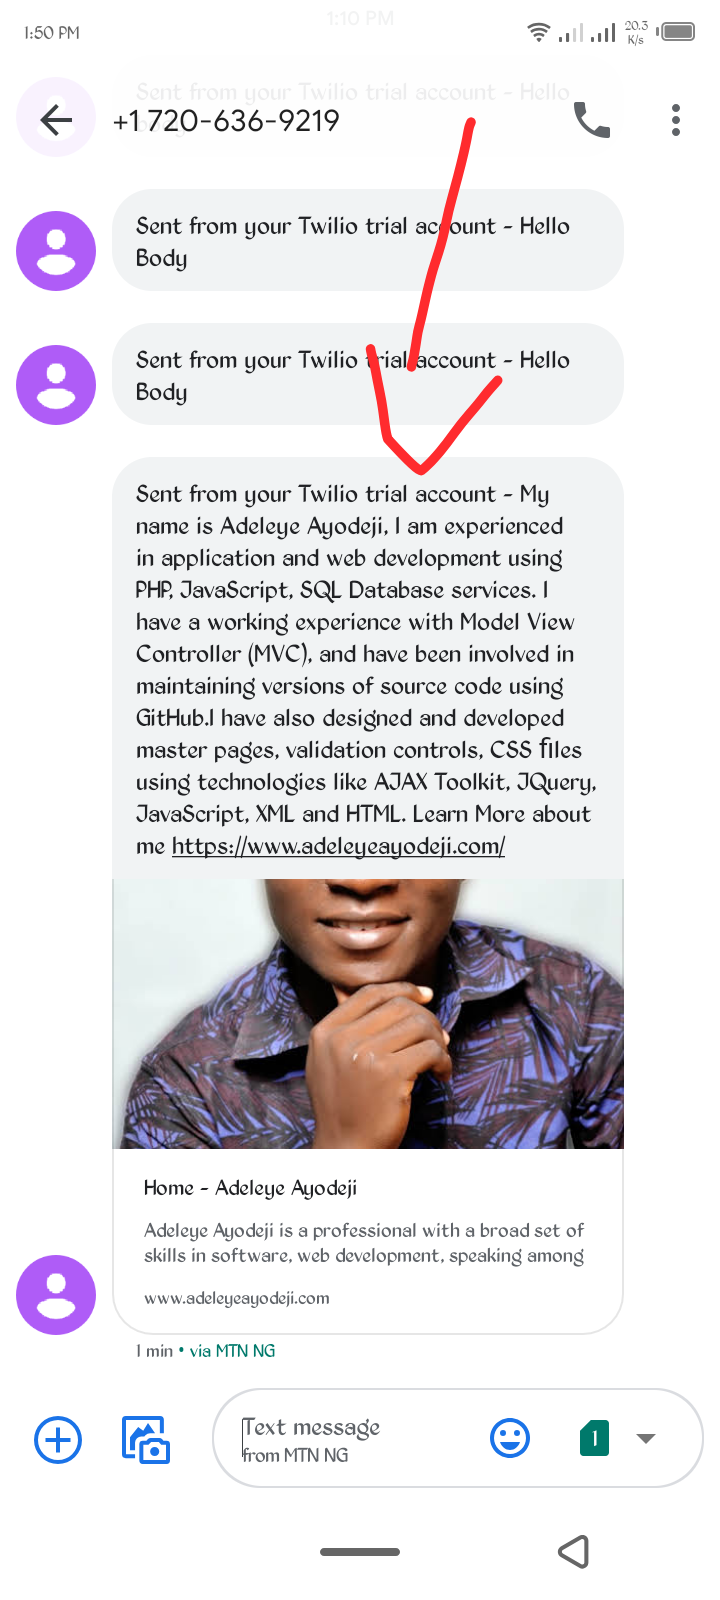 1:10 PM
1:50 PM
20.3
K/s
Sent from your Twilio trial account - Hello
+1 720-636-9219
Sent from your Twilio trial account - Hello
Body
Sent from your Twilio trial account - Hello
Body
Sent from your Twilio trial account - My
name is Adeleye Ayodeji, I am experienced
in application and web development using
PHP, JavaScript, SQL Database services. I
have a working experience with Model View
Controller (MVC), and have been involved in
maintaining versions of source code using
GitHub.I have also designed and developed
master pages, validation controls, CSS files
using technologies like AJAX Toolkit, JQuery,
JavaScript, XML and HTML. Learn More about
me https://www.adeleyeayodeji.com/
Home - Adeleye Ayodeji
Adeleye Ayodeji is a professional with a broad set of
skills in software, web development, speaking among
www.adeleyeayodeji.com
1 min • via MTN NG
Text message
from MTN NG
1